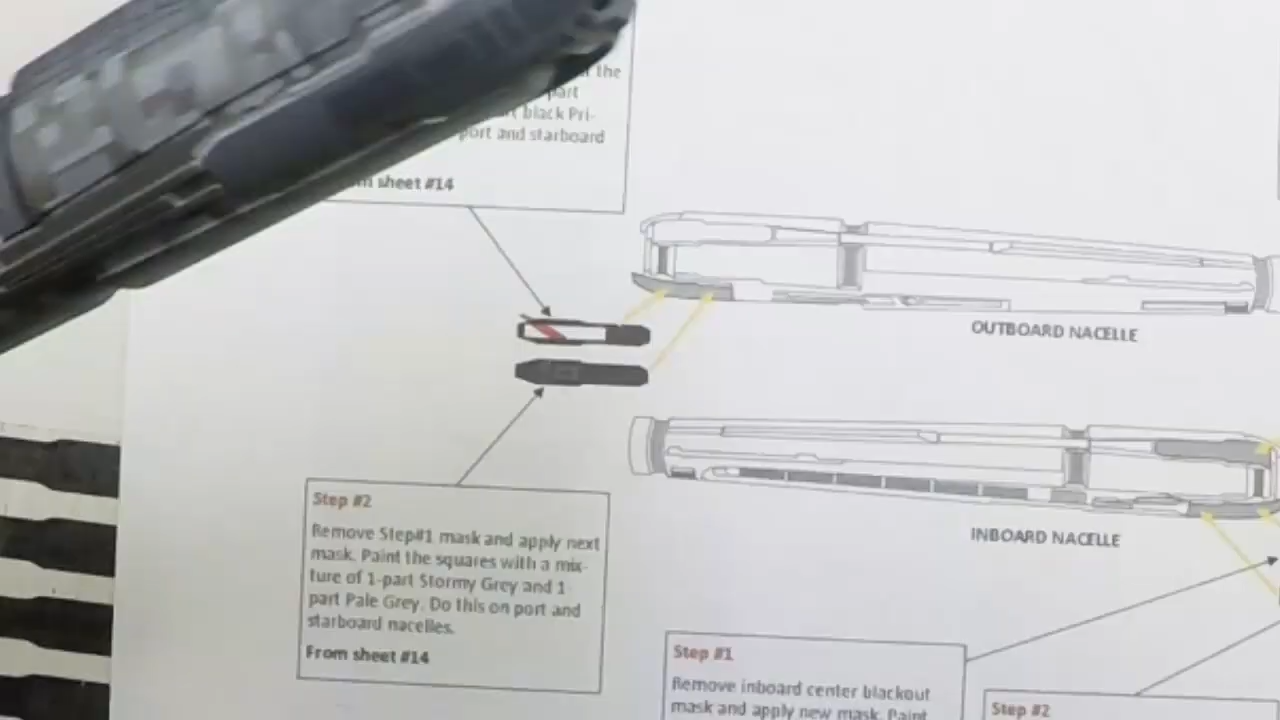 the
part
black Pri-
port and starboard
sheet #14
OUTBOARD NACELLE
INBOARD NACELLE
Step #2
Remove Step#1 mask and apply next
mask. Paint the squares with a mix-
ture of 1-part Stormy Grey and 1-
part Pale Grey. Do this on port and
starboard nacelles.
From sheet #14
Step #1
Remove inboard center blackout
mask and apply new mask. Paint
Step #2